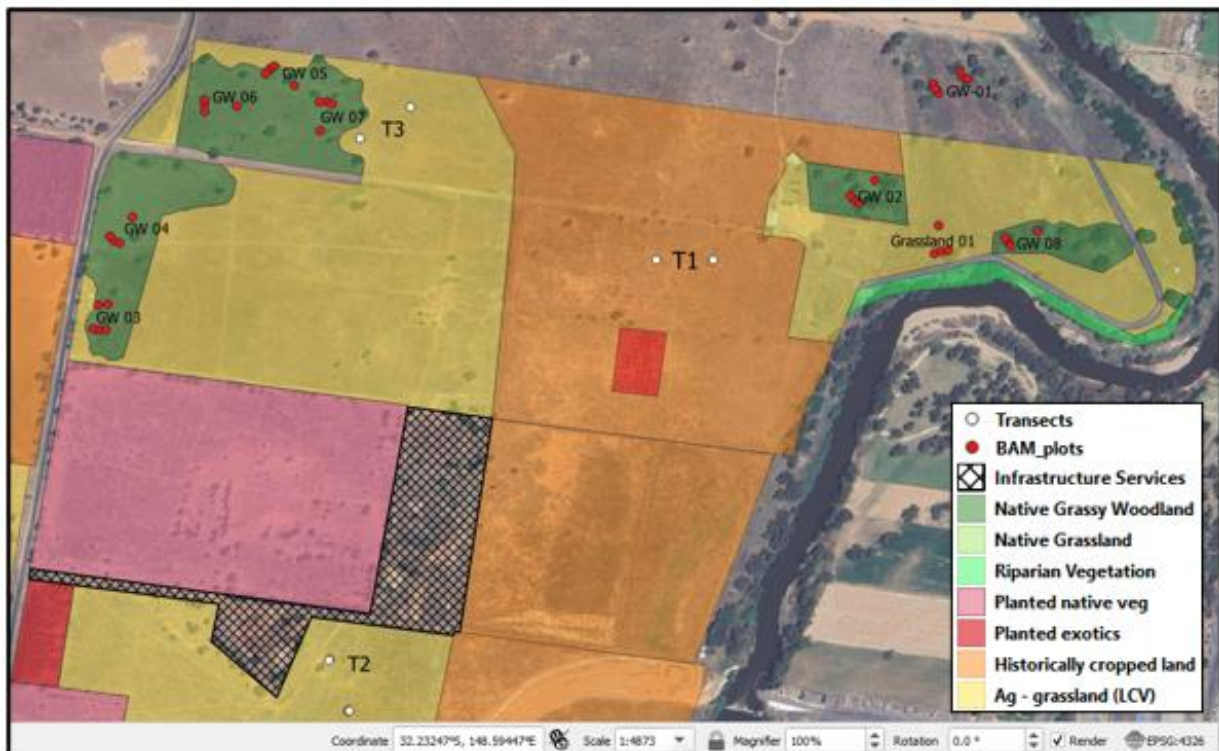 GW 05
GW 06
GW 07
T3
GW-01
GW 02
GW 04
Grassland 01
GW 08
T1
GW 03
T2
Transects
BAM_plots
Infrastructure Services
Native Grassy Woodland
Native Grassland
Riparian Vegetation
Planted native veg
Planted exotics
Historically cropped land
Ag - grassland (LCV)
Coordinate 32.23247°S, 148.59447°E Scale 1:4873 Magnifier 100% Rotation 0.0 ° Render EPSG:4326